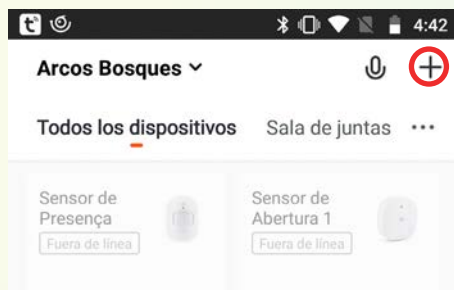 4:42
Arcos Bosques
Todos los dispositivos Sala de juntas
Sensor de Presença
Fuera de línea
Sensor de Abertura 1
Fuera de línea